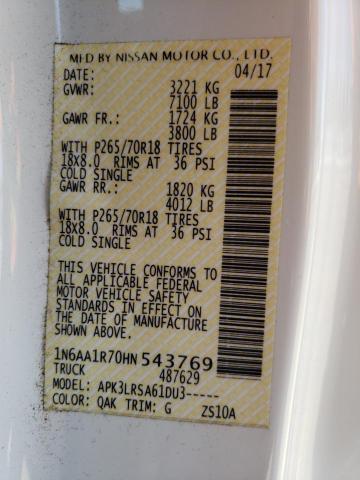 MFD BY NISSAN MOTOR CO., LTD.
DATE: 04/17
GVWR: 3221 KG
7100 LB
GAWR FR.: 1724 KG
3800 LB
WITH P265/70R18 TIRES
18X8.0 RIMS AT 36 PSI
COLD SINGLE
GAWR RR.: 1820 KG
4012 LB
WITH P265/70R18 TIRES
18X8.0 RIMS AT 36 PSI
COLD SINGLE
THIS VEHICLE CONFORMS TO
ALL APPLICABLE FEDERAL
MOTOR VEHICLE SAFETY
STANDARDS IN EFFECT ON
THE DATE OF MANUFACTURE
SHOWN ABOVE.
1N6AA1R70HN 543769
TRUCK 487629
MODEL: APK3LRSA61DU3-----
COLOR: QAK TRIM: G ZS10A